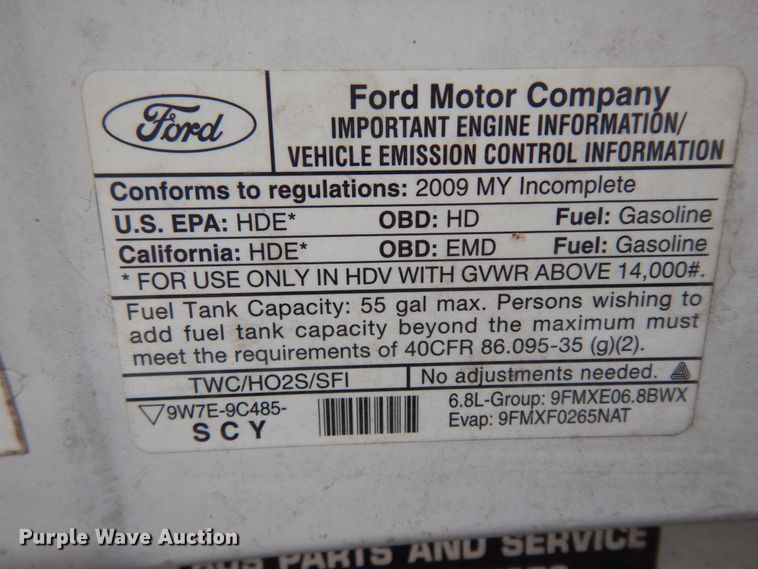 Ford
Ford Motor Company
IMPORTANT ENGINE INFORMATION/
VEHICLE EMISSION CONTROL INFORMATION
Conforms to regulations: 2009 MY Incomplete
U.S. EPA: HDE* OBD: HD Fuel: Gasoline
California: HDE* OBD: EMD Fuel: Gasoline
* FOR USE ONLY IN HDV WITH GVWR ABOVE 14,000#.
Fuel Tank Capacity: 55 gal max. Persons wishing to
add fuel tank capacity beyond the maximum must
meet the requirements of 40CFR 86.095-35 (g)(2).
TWC/HO2S/SFI No adjustments needed.
9W7E-9C485-
SCY
6.8L-Group: 9FMXE06.8BWX
Evap: 9FMXF0265NAT
Purple Wave Auction
BUS PARTS AND SERVICE